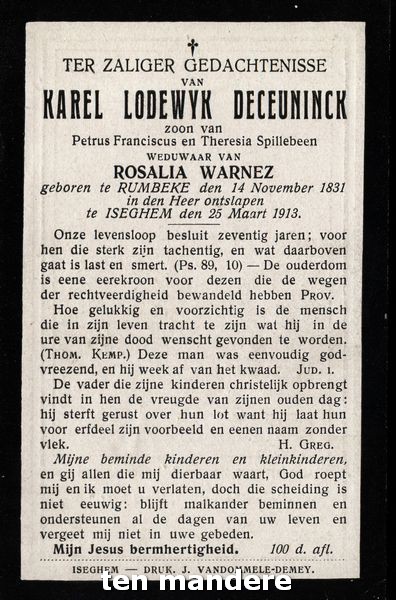 TER ZALIGER GEDACHTENISSE
VAN
KAREL LODEWYK DECEUNINCK
zoon van
Petrus Franciscus en Theresia Spillebeen
WEDUWAAR VAN
ROSALIA WARNEZ
geboren te RUMBEKE den 14 November 1831
in den Heer ontslapen
te ISEGHEM den 25 Maart 1913.
Onze levensloop besluit zeventig jaren; voor
hen die sterk zijn tachentig, en wat daarboven
gaat is last en smert. (Ps. 89, 10) — De ouderdom
is eene eerekroon voor dezen die de wegen
der rechtveerdigheid bewandeld hebben Prov.
Hoe gelukkig en voorzichtig is de mensch
die in zijn leven tracht te zijn wat hij in de
ure van zijne dood wenscht gevonden te worden.
(Thom. Kemp.) Deze man was eenvoudig god-
vreezend, en hij week af van het kwaad. Jud. 1.
De vader die zijne kinderen christelijk opbrengt
vindt in hen de vreugde van zijnen ouden dag:
hij sterft gerust over hun lot want hij laat hun
voor erfdeel zijn voorbeeld en eenen naam zonder
vlek. H. Greg.
Mijne beminde kinderen en kleinkinderen,
en gij allen die mij dierbaar waart, God roept
mij en ik moet u verlaten, doch die scheiding is
niet eeuwig: blijft malkander beminnen en
ondersteunen al de dagen van uw leven en
vergeet mij niet in uwe gebeden.
Mijn Jesus bermhertigheid. 100 d. afl.
ISEGHEM — DRUK. J. VANDOMMELE-DEMEY.
ten mandere